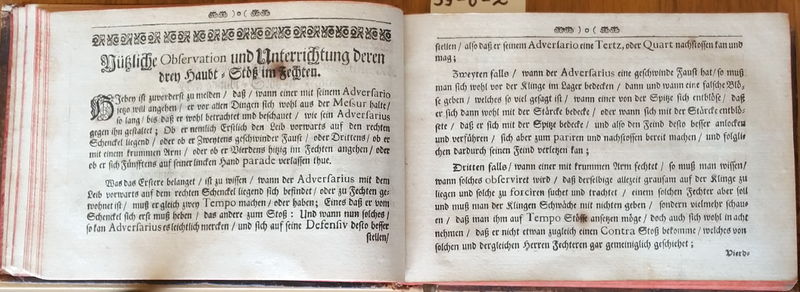 Nützliche Observation und Unterrichtung deren
drey Haubt-Stöß im Fechten.
Hiebey ist zuvorderst zu melden / daß / wann einer mit seinem Adversario
setzo will angehen / er vor allen Dingen sich wohl aus der Mesur halte /
so lang / biß daß er wohl betrachtet und beschauet / wie sein Adversarius
gegen ihn gestaltet ; Ob er nemlich Erstlich den Leib vorwarts auf den rechten
Schenckel liegend / oder ob er Zweytens geschwinder Faust / oder Drittens / ob er
mit einem krummen Arm / oder ob er Vierdens hitzig im Fechten angehen / oder
ob er sich Fünfftens auf seiner lincken Hand parade verlassen thue.
Was das Erstere belanget / ist zu wissen / wann der Adversarius mit dem
Leib vorwarts auf dem rechten Schenckel liegend sich befindet / oder zu Fechten ge-
wohnet ist / muß er gleich zwey Tempo machen / oder haben ; Eines daß er vom
Schenckel sich erst muß heben / das andere zum Stoß : Und wann nun solches /
so kan Adversarius es leichtlich mercken / und sich auf seine Defensiv desto besser
stellen /
stellen / also daß er seinem Adversario eine Tertz, oder Quart nachstossen kan und
mag ;
Zweyten falls / wann der Adversarius eine geschwinde Faust hat / so muß
man sich wohl vor der Klinge im Lager bedecken / dann und wann eine falsche Blö-
se geben / welches so viel gesagt ist / wann einer von der Spitz sich entblöse / daß
er sich dann wohl mit der Stärcke bedecke / oder wann sich mit der Stärcke entblö-
sete / daß er sich mit der Spitz bedecke / und also den Feind desto besser anlocken
und verführen / sich aber zum pariren und nachstossen bereit machen / und folglich
dardurch seinen Feind verletzen kan ;
Dritten falls / wann einer mit krummen Arm fechtet / so muß man wissen /
wann solches observiret wird / daß derselbige allezeit grausam auf der Klinge zu
liegen und solche zu forciren suchet und trachtet / einem solchen Fechter aber soll
und muß man der Klingen Schwäche mit nichten geben / sondern vielmehr schau-
en / daß man ihm auf Tempo Stösse ansetzen möge / doch auch sich wohl in acht
nehmen / daß er nicht etwan zugleich einen Contra Stoß bekomme / welches von
solchen und dergleichen Herren Fechteren gar gemeiniglich geschiehet ;
Vierd-